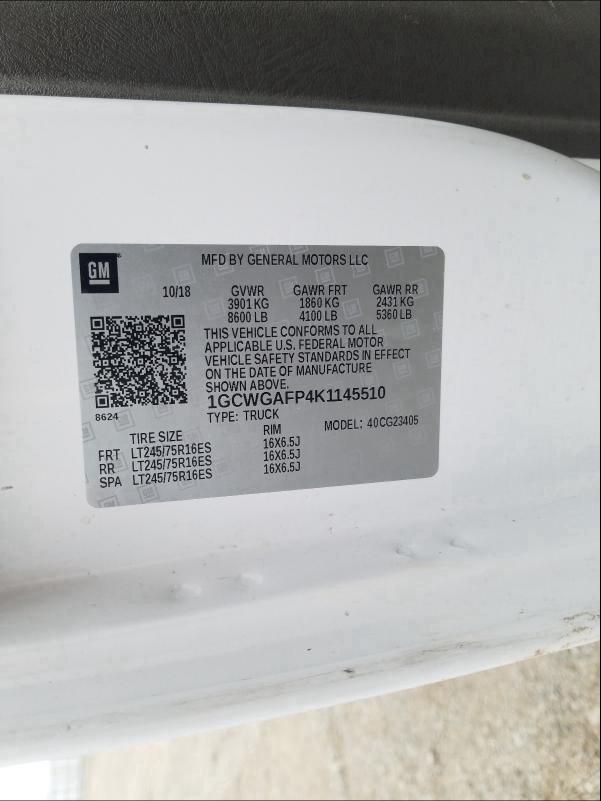 GM
MFD BY GENERAL MOTORS LLC
10/18 GVWR GAWR FRT GAWR RR
3901 KG 1860 KG 2431 KG
8600 LB 4100 LB 5360 LB
THIS VEHICLE CONFORMS TO ALL
APPLICABLE U.S. FEDERAL MOTOR
VEHICLE SAFETY STANDARDS IN EFFECT
ON THE DATE OF MANUFACTURE
SHOWN ABOVE.
8624
1GCWGAFP4K1145510
TYPE: TRUCK MODEL: 40CG23405
TIRE SIZE RIM
FRT LT245/75R16ES 16X6.5J
RR LT245/75R16ES 16X6.5J
SPA LT245/75R16ES 16X6.5J